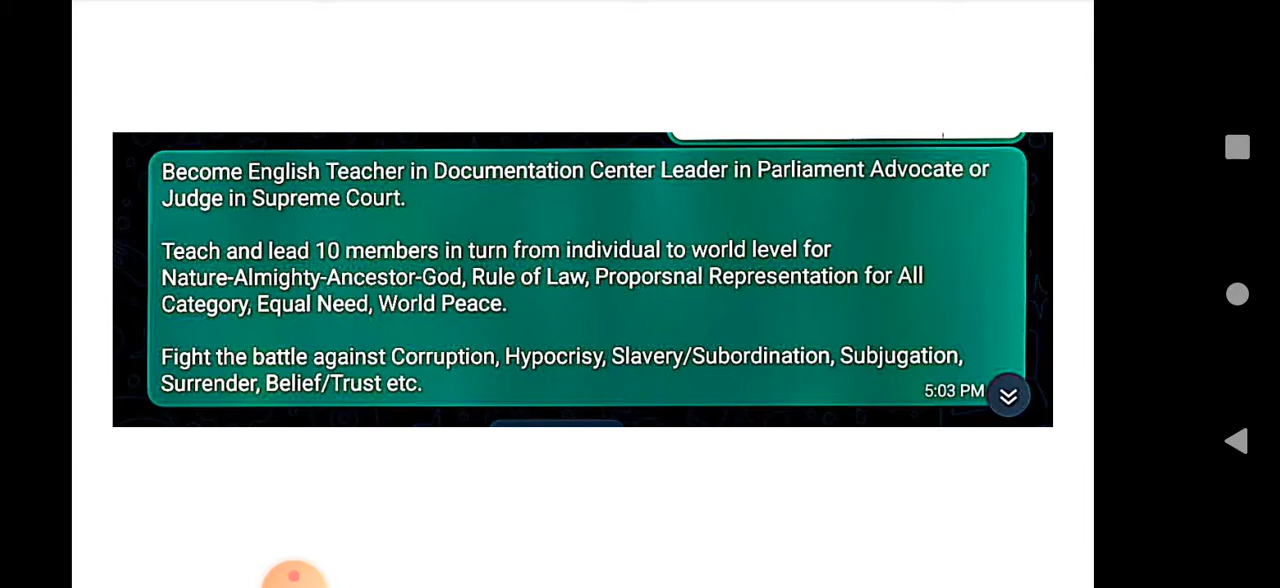 Become English Teacher in Documentation Center Leader in Parliament Advocate or
Judge in Supreme Court.
Teach and lead 10 members in turn from individual to world level for
Nature-Almighty-Ancestor-God, Rule of Law, Proporsnal Representation for All
Category, Equal Need, World Peace.
Fight the battle against Corruption, Hypocrisy, Slavery/Subordination, Subjugation,
Surrender, Belief/Trust etc.
5:03 PM